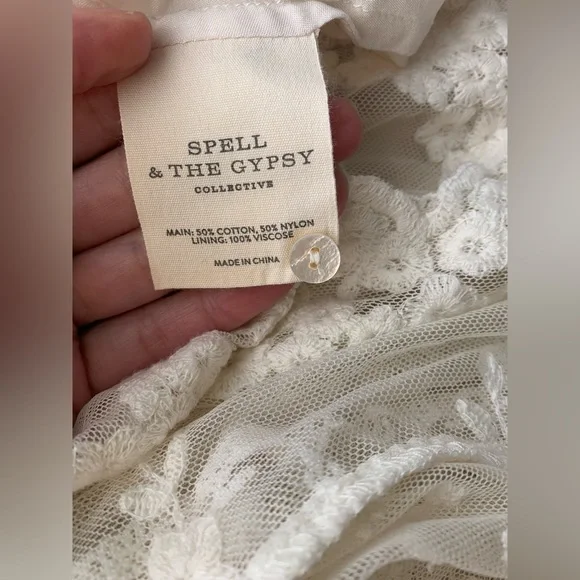 SPELL
& THE GYPSY
COLLECTIVE
MAIN: 50% COTTON, 50% NYLON
LINING: 100% VISCOSE
MADE IN CHINA